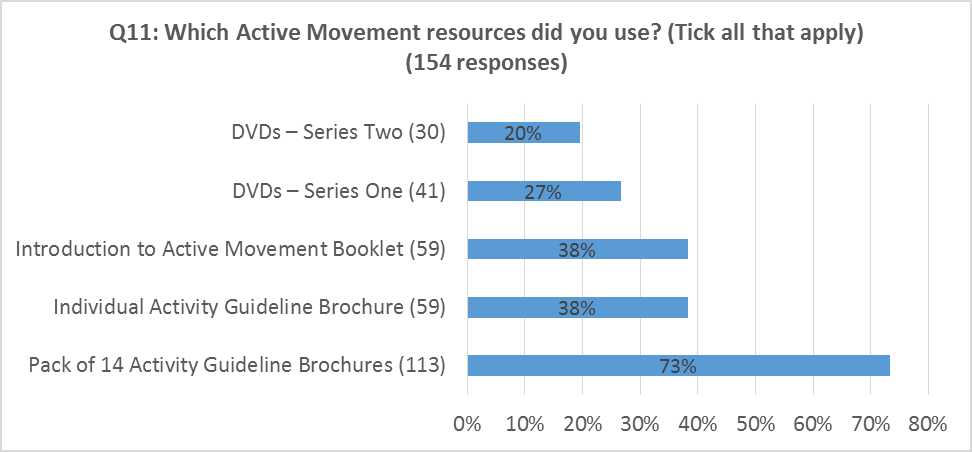 Q11: Which Active Movement resources did you use? (Tick all that apply)
(154 responses)
DVDs – Series Two (30)
20%
DVDs – Series One (41)
27%
Introduction to Active Movement Booklet (59)
38%
Individual Activity Guideline Brochure (59)
38%
Pack of 14 Activity Guideline Brochures (113)
73%
0% 10% 20% 30% 40% 50% 60% 70% 80%